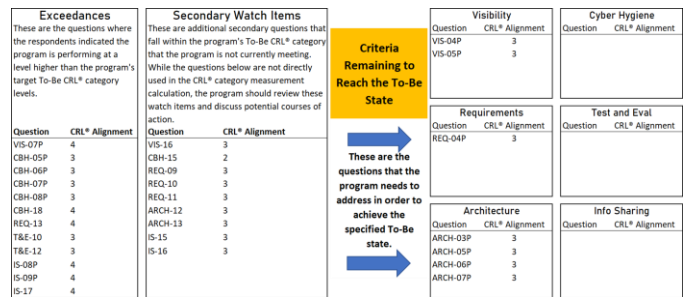 Exceedances
These are the questions where
the respondents indicated the
program is performing at a
level higher than the program's
target To-Be CRL® category
levels.
Question CRL® Alignment
VIS-07P 4
CBH-05P 3
CBH-06P 3
CBH-07P 3
CBH-08P 3
CBH-18 4
REQ-13 4
T&E-10 3
T&E-12 3
IS-08P 4
IS-09P 4
IS-17 4
Secondary Watch Items
These are additional secondary questions that
fall within the program's To-Be CRL® category
that the program is not currently meeting.
While the questions below are not directly
used in the CRL® category measurement
calculation, the program should review these
watch items and discuss potential courses of
action.
Question CRL® Alignment
VIS-16 3
CBH-15 2
REQ-09 3
REQ-10 3
REQ-11 3
ARCH-12 3
ARCH-13 3
IS-15 3
IS-16 3
Criteria
Remaining to
Reach the To-Be
State
These are the
questions that the
program needs to
address in order to
achieve the
specified To-Be
state.
Visibility
Question CRL® Alignment
VIS-04P 3
VIS-05P 3
Cyber Hygiene
Question CRL® Alignment
Requirements
Question CRL® Alignment
REQ-04P 3
Test and Eval
Question CRL® Alignment
Architecture
Question CRL® Alignment
ARCH-03P 3
ARCH-05P 3
ARCH-06P 3
ARCH-07P 3
Info Sharing
Question CRL® Alignment